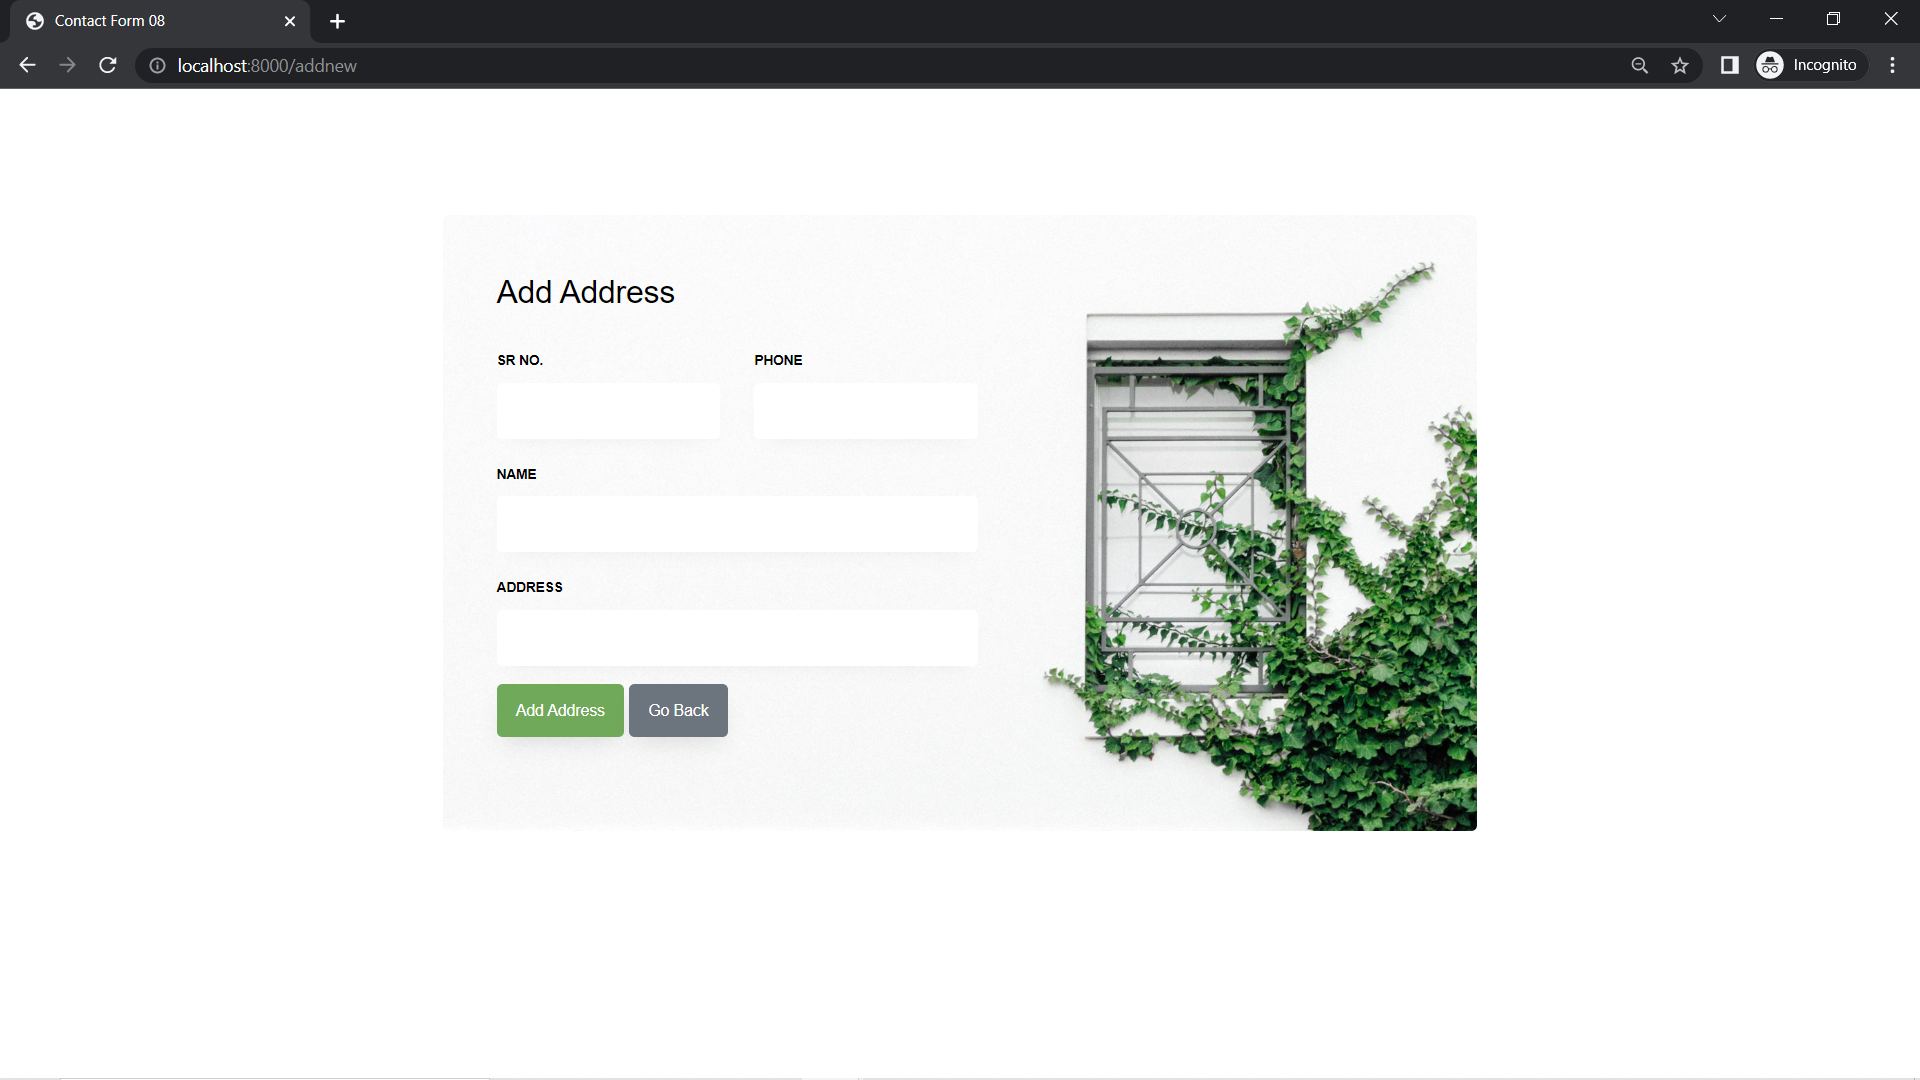 Contact Form 08
localhost:8000/addnew
Incognito
Add Address
SR NO.
PHONE
NAME
ADDRESS
Add Address
Go Back